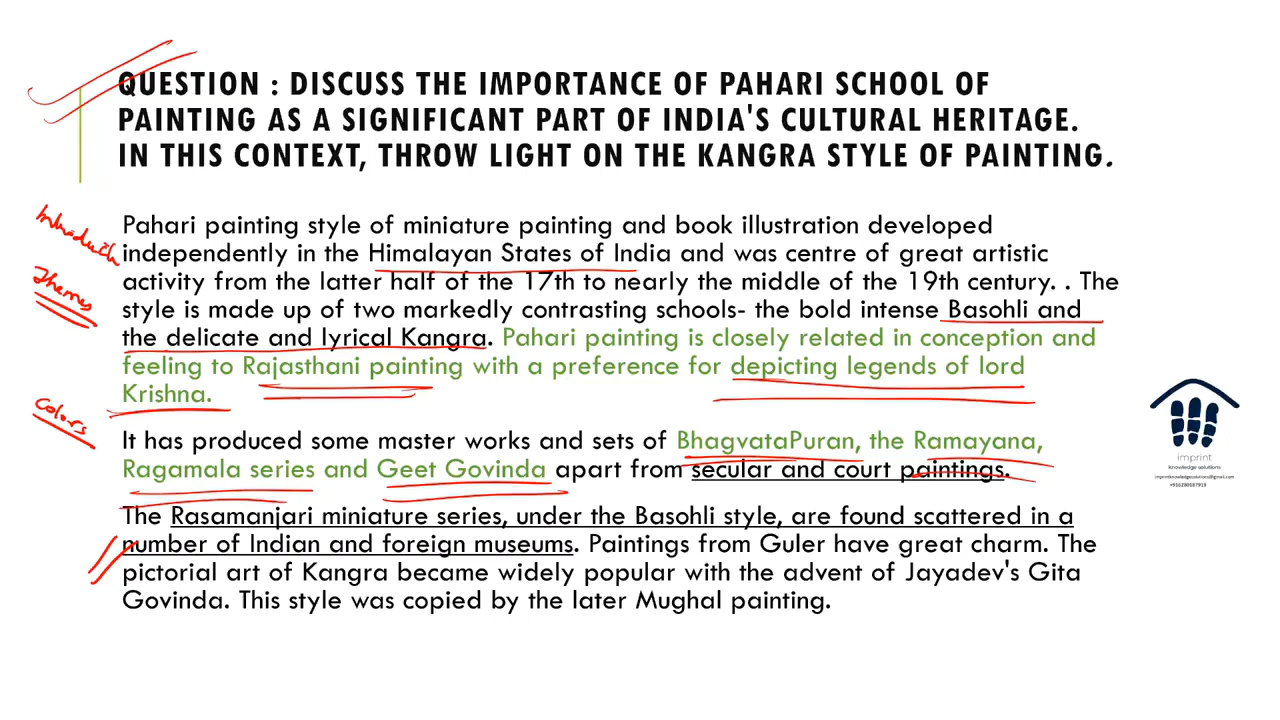 QUESTION : DISCUSS THE IMPORTANCE OF PAHARI SCHOOL OF
PAINTING AS A SIGNIFICANT PART OF INDIA'S CULTURAL HERITAGE.
IN THIS CONTEXT, THROW LIGHT ON THE KANGRA STYLE OF PAINTING.
Introduction
Themes
Colors
Pahari painting style of miniature painting and book illustration developed
independently in the Himalayan States of India and was centre of great artistic
activity from the latter half of the 17th to nearly the middle of the 19th century. . The
style is made up of two markedly contrasting schools- the bold intense Basohli and
the delicate and lyrical Kangra. Pahari painting is closely related in conception and
feeling to Rajasthani painting with a preference for depicting legends of lord
Krishna.
It has produced some master works and sets of BhagvataPuran, the Ramayana,
Ragamala series and Geet Govinda apart from secular and court paintings.
The Rasamanjari miniature series, under the Basohli style, are found scattered in a
number of Indian and foreign museums. Paintings from Guler have great charm. The
pictorial art of Kangra became widely popular with the advent of Jayadev's Gita
Govinda. This style was copied by the later Mughal painting.
imprint
knowledge solutions
imprintknowledgesolutions@gmail.com